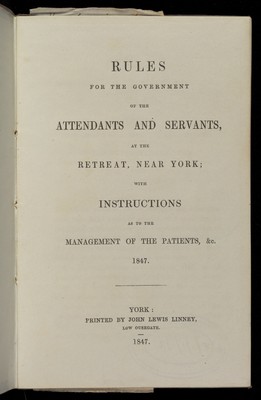 RULES
FOR THE GOVERNMENT
OF THE
ATTENDANTS AND SERVANTS,
AT THE
RETREAT, NEAR YORK;
WITH
INSTRUCTIONS
AS TO THE
MANAGEMENT OF THE PATIENTS, &c.
1847.
YORK:
PRINTED BY JOHN LEWIS LINNEY,
LOW OUSEGATE.
1847.